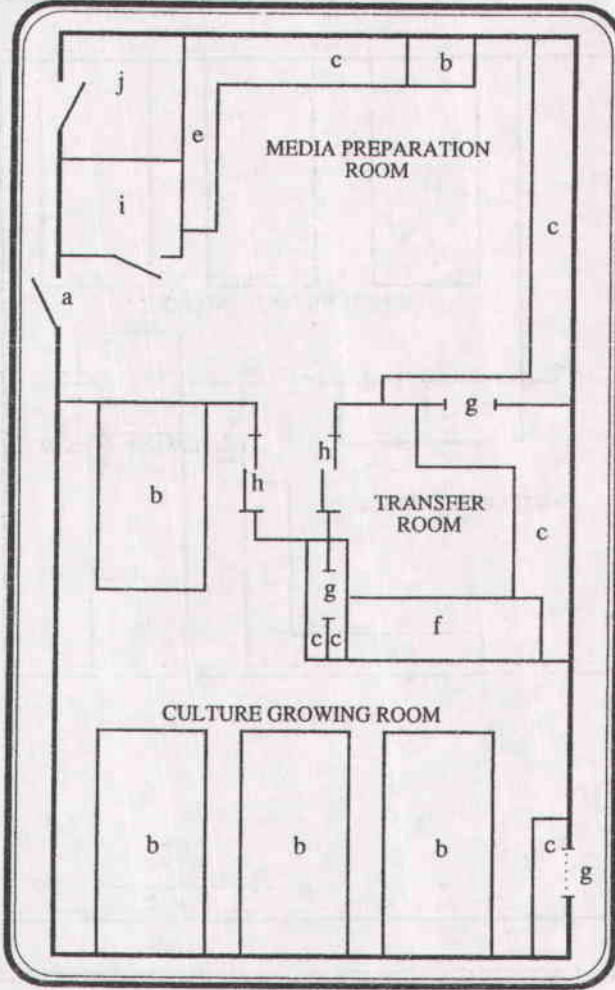 j
c
b
e
MEDIA PREPARATION
ROOM
i
c
a
g
h
b
h
TRANSFER
ROOM
c
g
f
c c
CULTURE GROWING ROOM
b
b
b
c
g